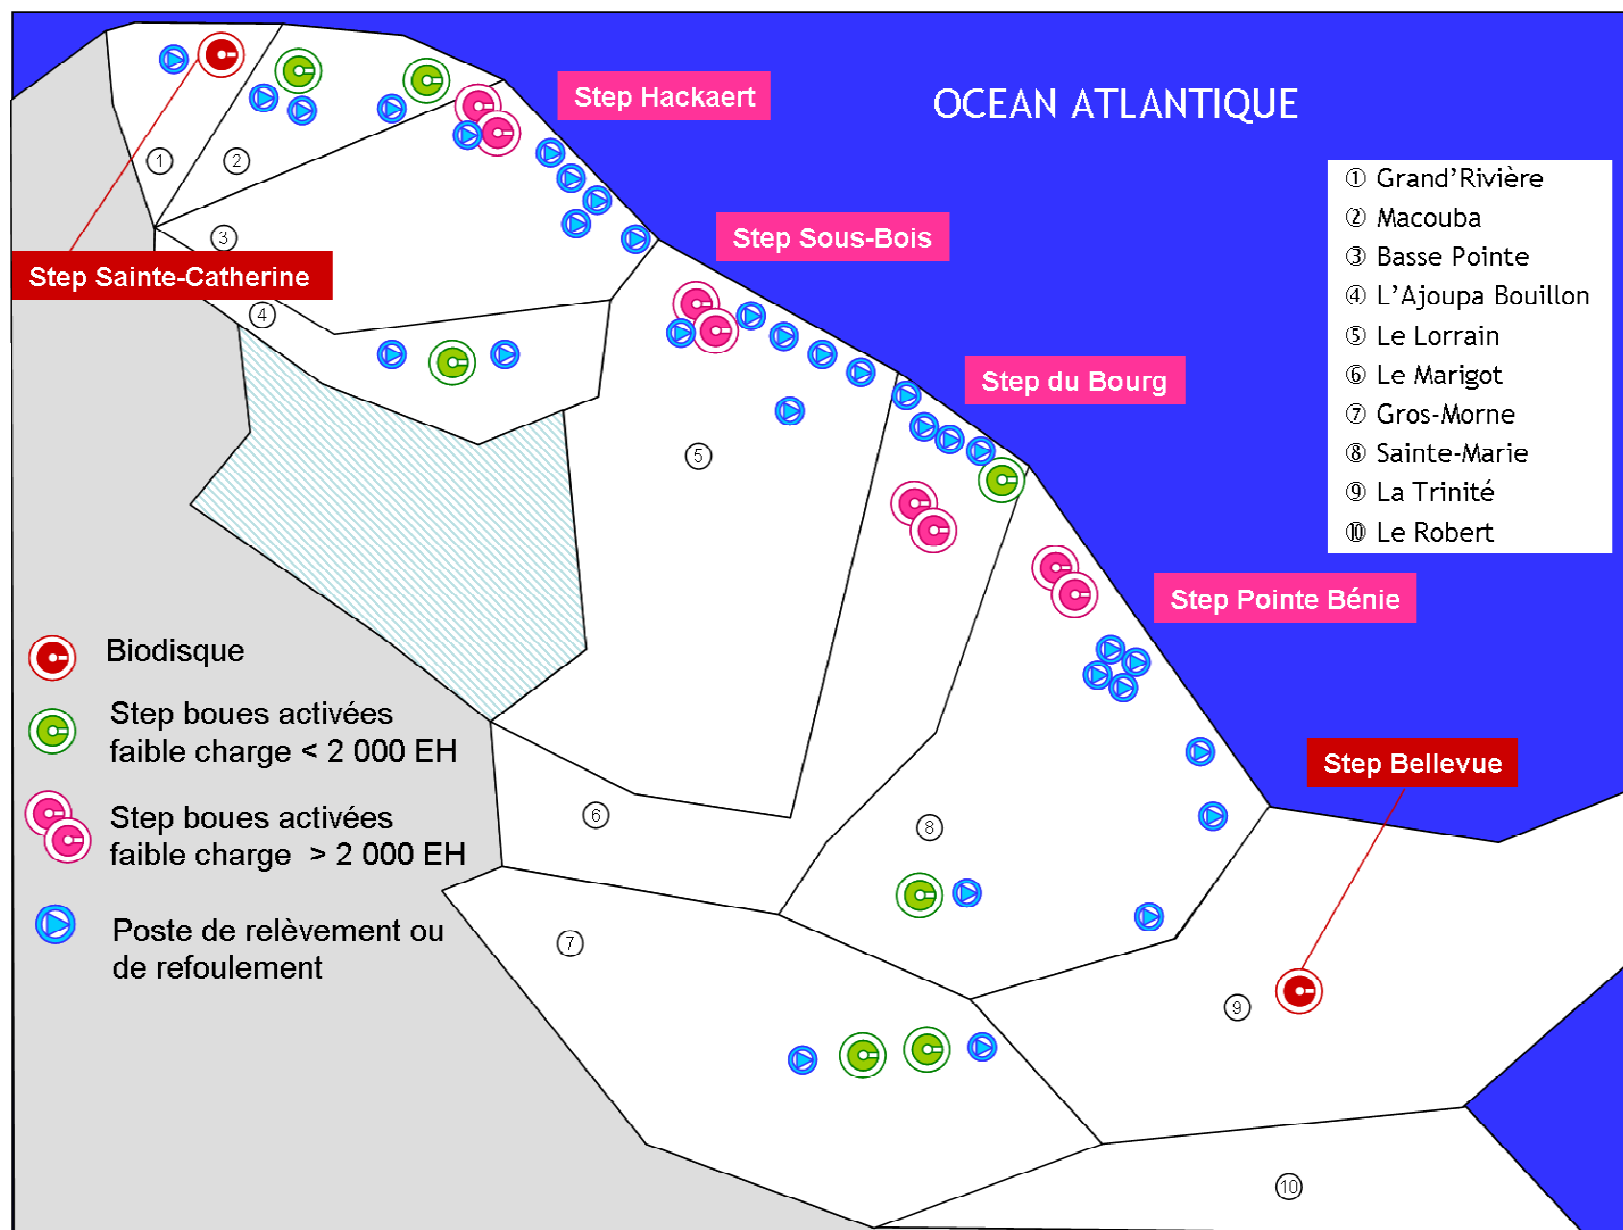 OCEAN ATLANTIQUE
Step Hackaert
① Grand’Rivière
② Macouba
③ Basse Pointe
④ L’Ajoupa Bouillon
⑤ Le Lorrain
⑥ Le Marigot
⑦ Gros-Morne
⑧ Sainte-Marie
⑨ La Trinité
⑩ Le Robert
1
2
3
Step Sous-Bois
Step Sainte-Catherine
4
Step du Bourg
5
Step Pointe Bénie
Biodisque
Step boues activées
faible charge < 2 000 EH
Step Bellevue
Step boues activées
faible charge > 2 000 EH
6
8
Poste de relèvement ou
de refoulement
7
9
10